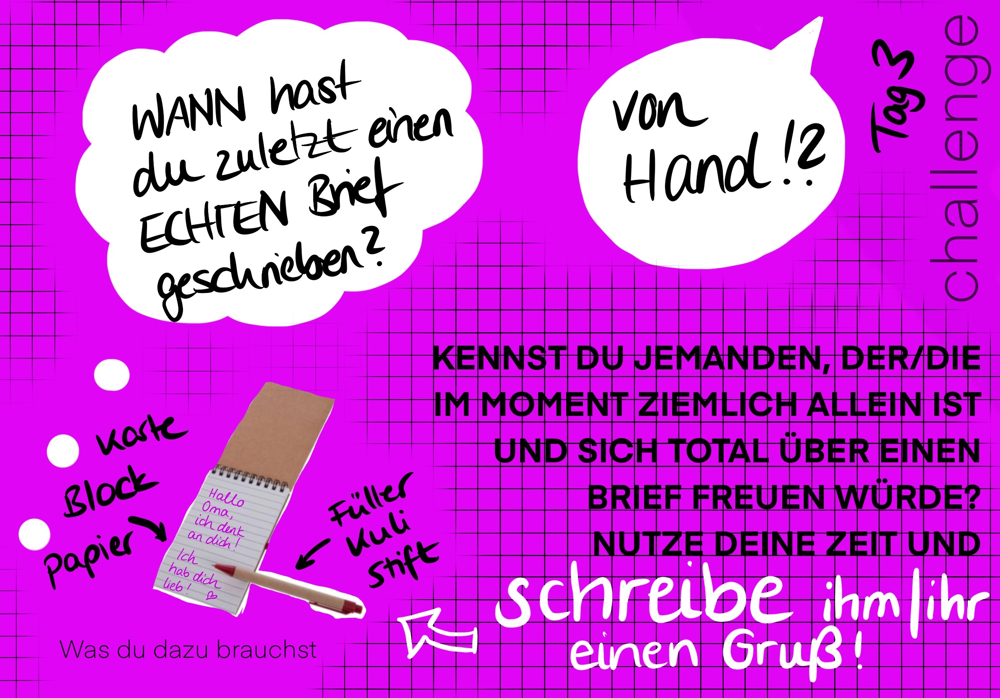 WANN hast
du zuletzt einen
ECHTEN Brief
geschrieben?
von
Hand!?
Tag 3
challenge
KENNST DU JEMANDEN, DER/DIE
IM MOMENT ZIEMLICH ALLEIN IST
UND SICH TOTAL ÜBER EINEN
BRIEF FREUEN WÜRDE?
NUTZE DEINE ZEIT UND
schreibe ihm/ihr
einen Gruß!
Karte
Block
Papier
Hallo
Oma,
ich denk
an dich!
Ich
hab dich
lieb!
Füller
Kuli
Stift
Was du dazu brauchst